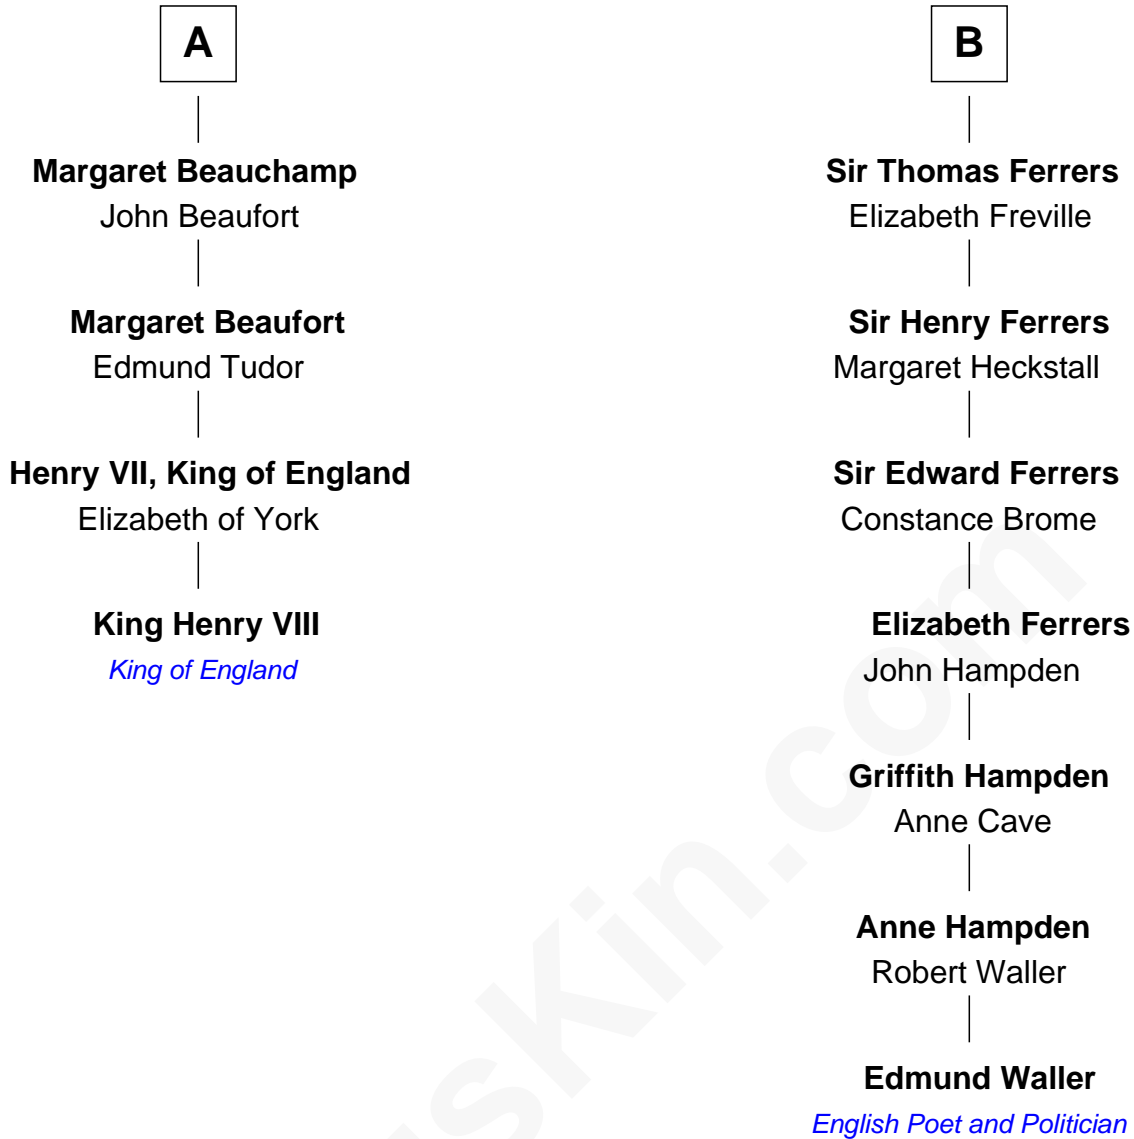 A
Margaret Beauchamp
John Beaufort
Margaret Beaufort
Edmund Tudor
Henry VII, King of England
Elizabeth of York
King Henry VIII
King of England
B
Sir Thomas Ferrers
Elizabeth Freville
Sir Henry Ferrers
Margaret Heckstall
Sir Edward Ferrers
Constance Brome
Elizabeth Ferrers
John Hampden
Griffith Hampden
Anne Cave
Anne Hampden
Robert Waller
Edmund Waller
English Poet and Politician
sKin.com